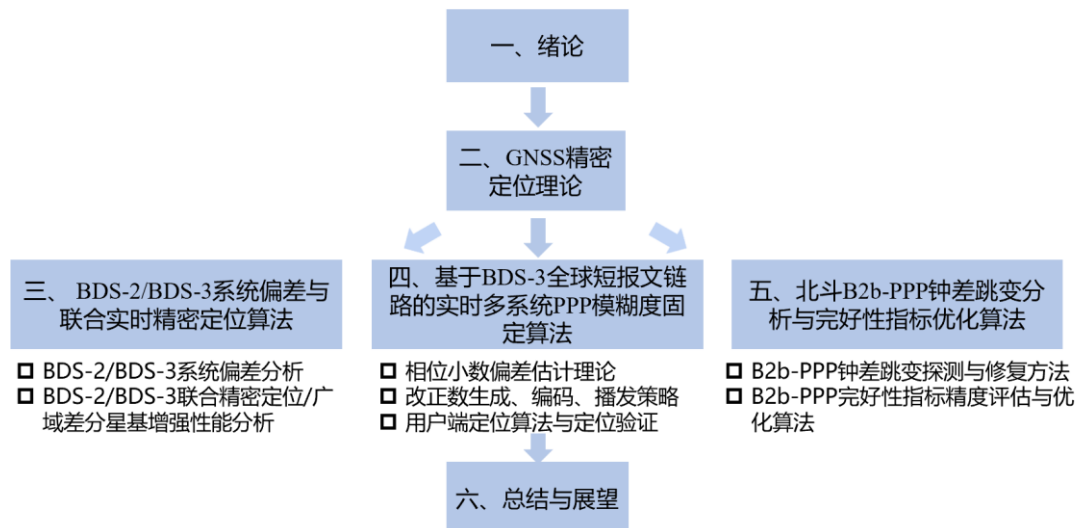 一、绪论
二、GNSS精密
定位理论
三、 BDS-2/BDS-3系统偏差与
联合实时精密定位算法
BDS-2/BDS-3系统偏差分析
BDS-2/BDS-3联合精密定位/广
域差分星基增强性能分析
四、基于BDS-3全球短报文链
路的实时多系统PPP模糊度固
定算法
相位小数偏差估计理论
改正数生成、编码、播发策略
用户端定位算法与定位验证
五、北斗B2b-PPP钟差跳变分
析与完好性指标优化算法
B2b-PPP钟差跳变探测与修复方法
B2b-PPP完好性指标精度评估与优
化算法
六、总结与展望